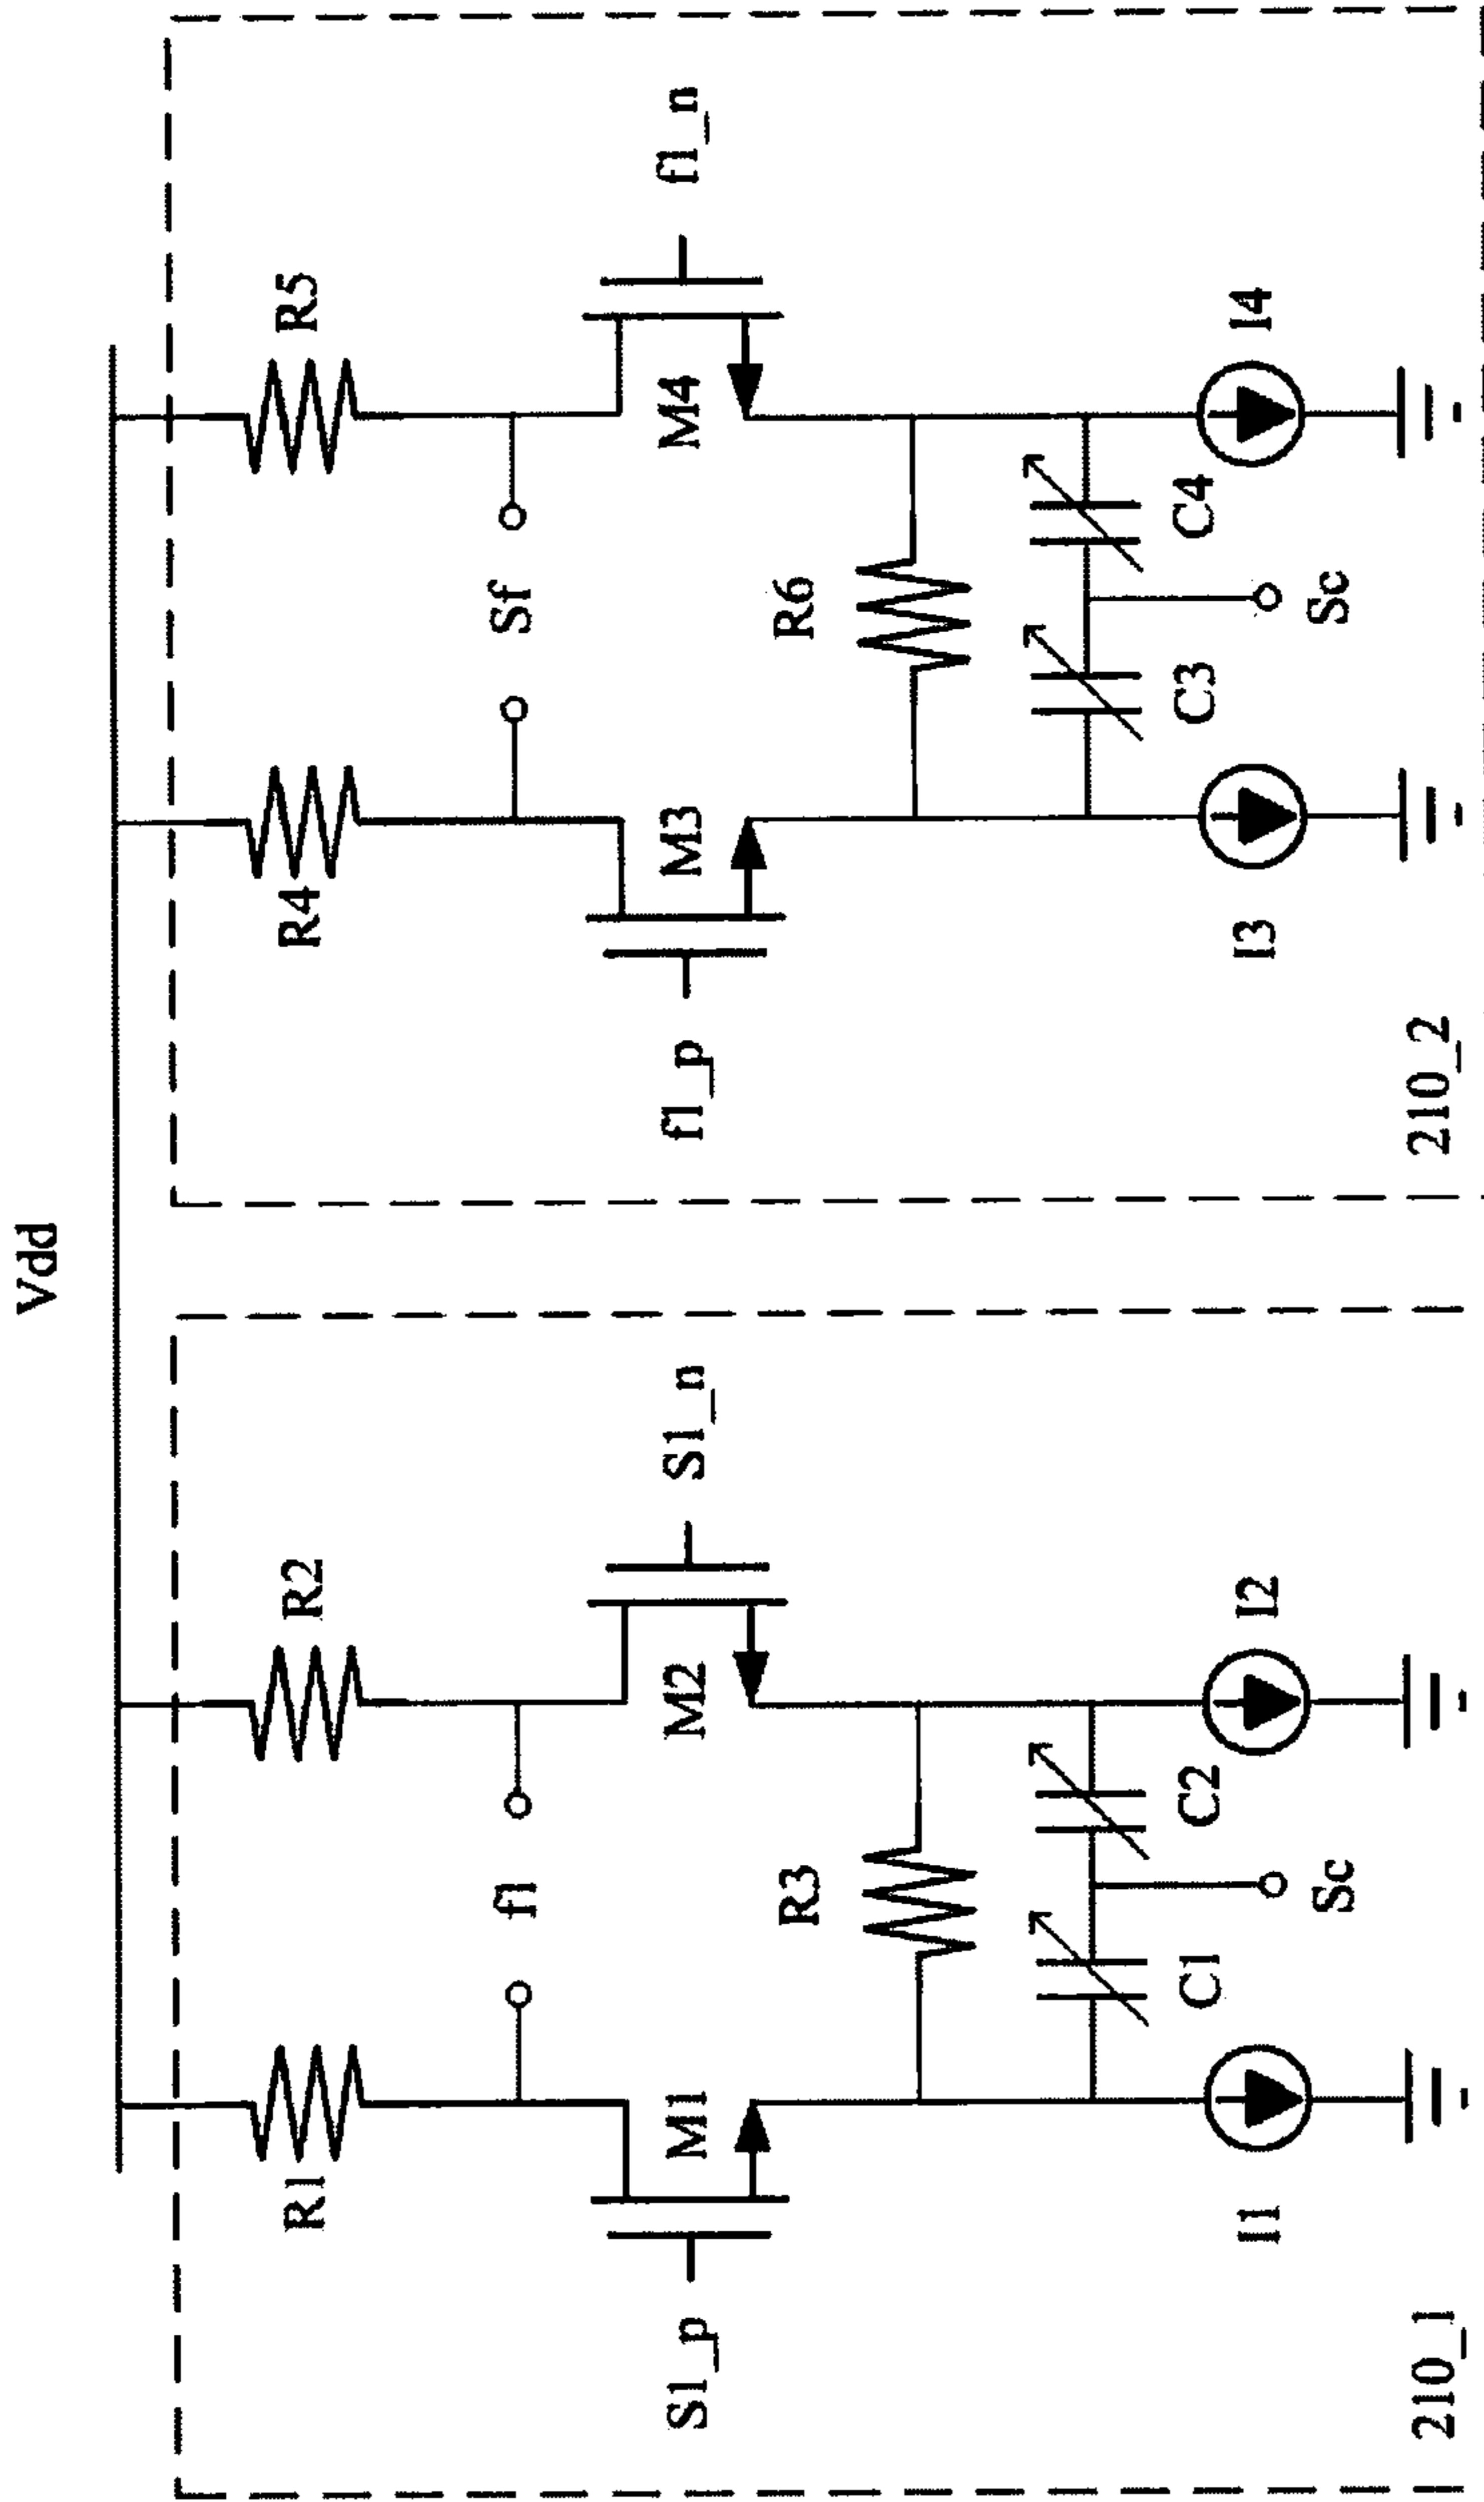 Vdd
R1
R2
R4
R5
f1
Sf
S1_p
M1
M2
S1_n
f1_p
M3
M4
f1_n
R3
R6
C1
C2
C3
C4
I1
I2
I3
I4
Sc
Sc
210_1
210_2